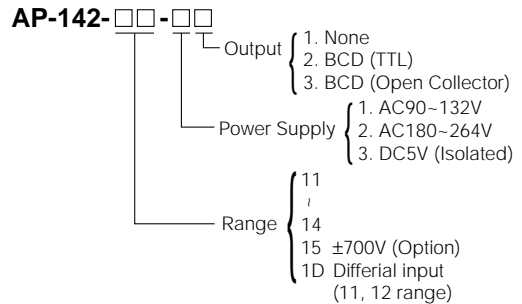 AP-142-□□-□□
Output
1. None
2. BCD (TTL)
3. BCD (Open Collector)
Power Supply
1. AC90~132V
2. AC180~264V
3. DC5V (Isolated)
Range
11
~
14
15 ±700V (Option)
1D Differial input
(11, 12 range)